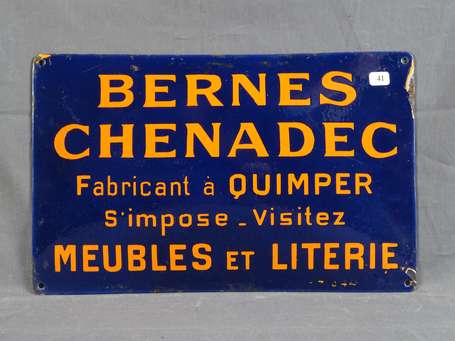 BERNES
41
CHENADEC
Fabricant à QUIMPER
S'impose - Visitez
MEUBLES ET LITERIE